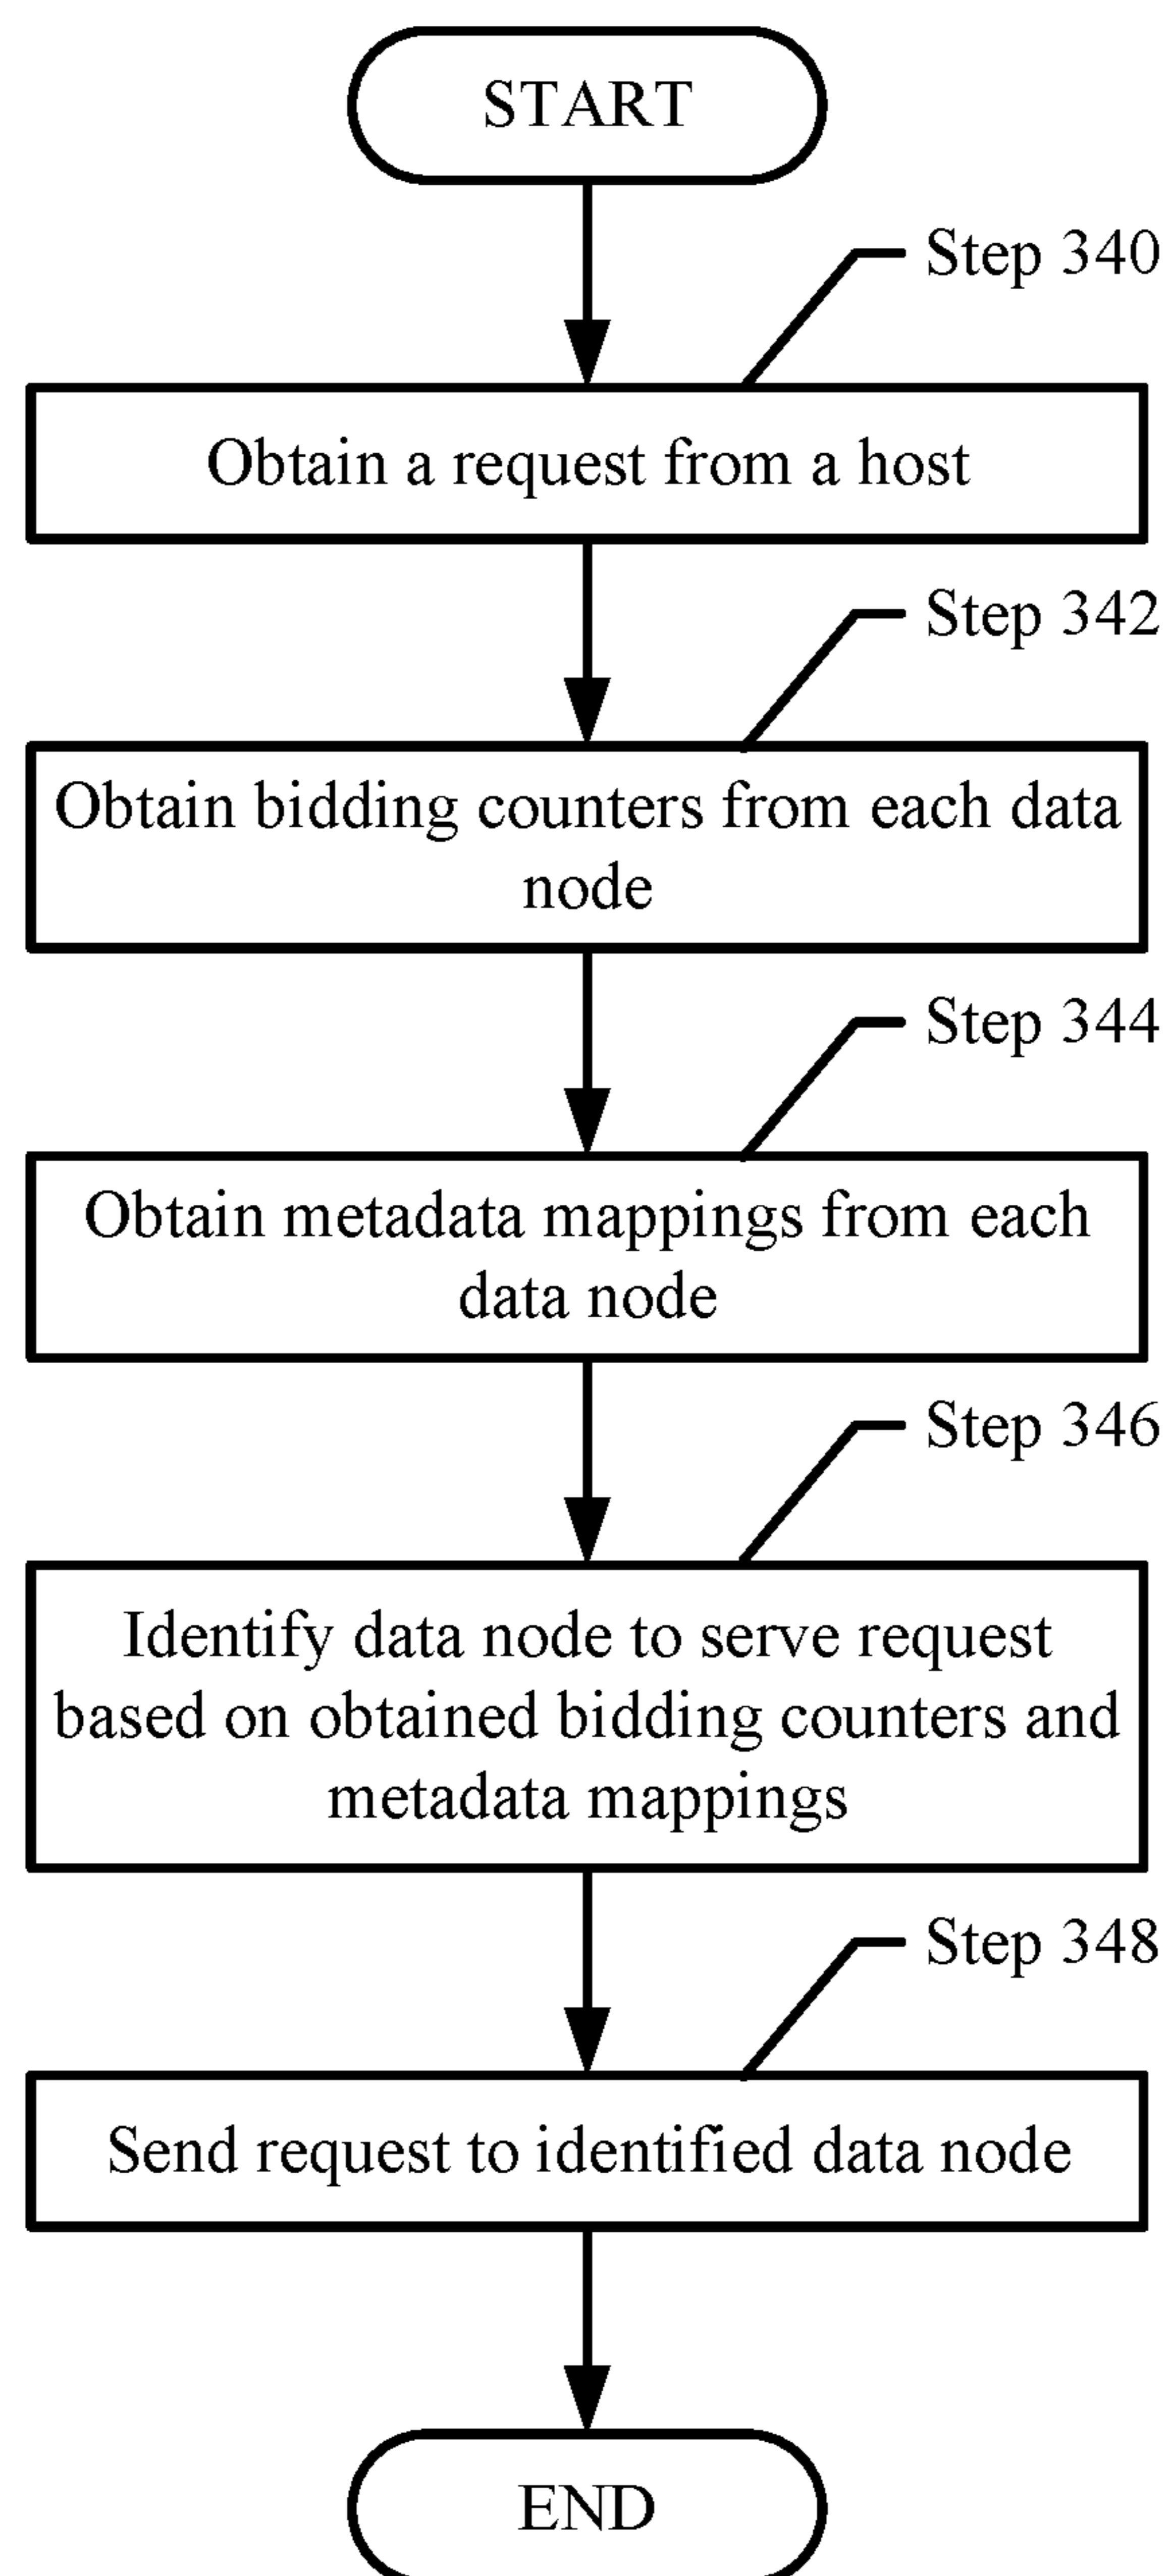 START
Step 340
Obtain a request from a host
Step 342
Obtain bidding counters from each data
node
Step 344
Obtain metadata mappings from each
data node
Step 346
Identify data node to serve request
based on obtained bidding counters and
metadata mappings
Step 348
Send request to identified data node
END